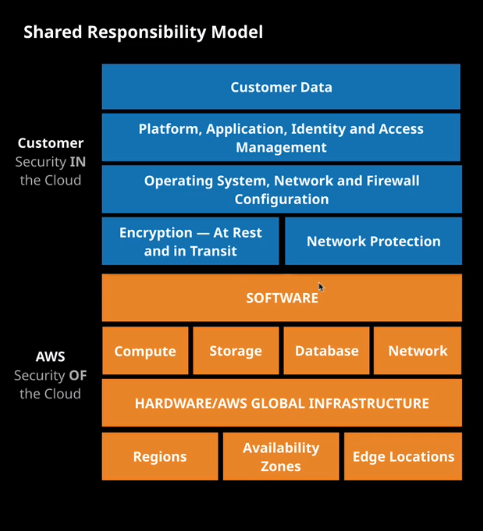 Shared Responsibility Model
Customer
Security IN
the Cloud
Customer Data
Platform, Application, Identity and Access
Management
Operating System, Network and Firewall
Configuration
Encryption — At Rest
and in Transit
Network Protection
AWS
Security OF
the Cloud
SOFTWARE
Compute
Storage
Database
Network
HARDWARE/AWS GLOBAL INFRASTRUCTURE
Regions
Availability
Zones
Edge Locations